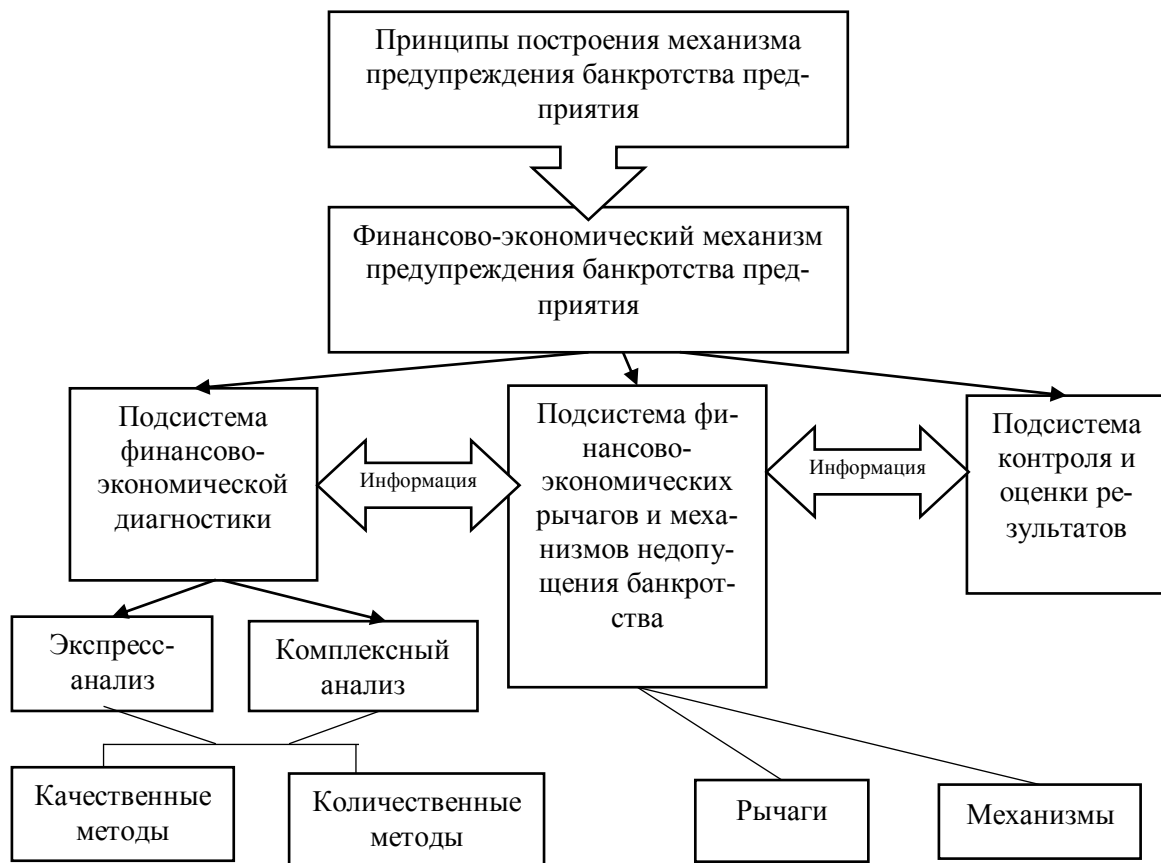 Принципы построения механизма
предупреждения банкротства пред-
приятия
Финансово-экономический механизм
предупреждения банкротства пред-
приятия
Подсистема
финансово-
экономической
диагностики
Информация
Подсистема фи-
нансово-
экономических
рычагов и меха-
низмов недопу-
щения банкрот-
ства
Информация
Подсистема
контроля и
оценки ре-
зультатов
Экспресс-
анализ
Комплексный
анализ
Качественные
методы
Количественные
методы
Рычаги
Механизмы